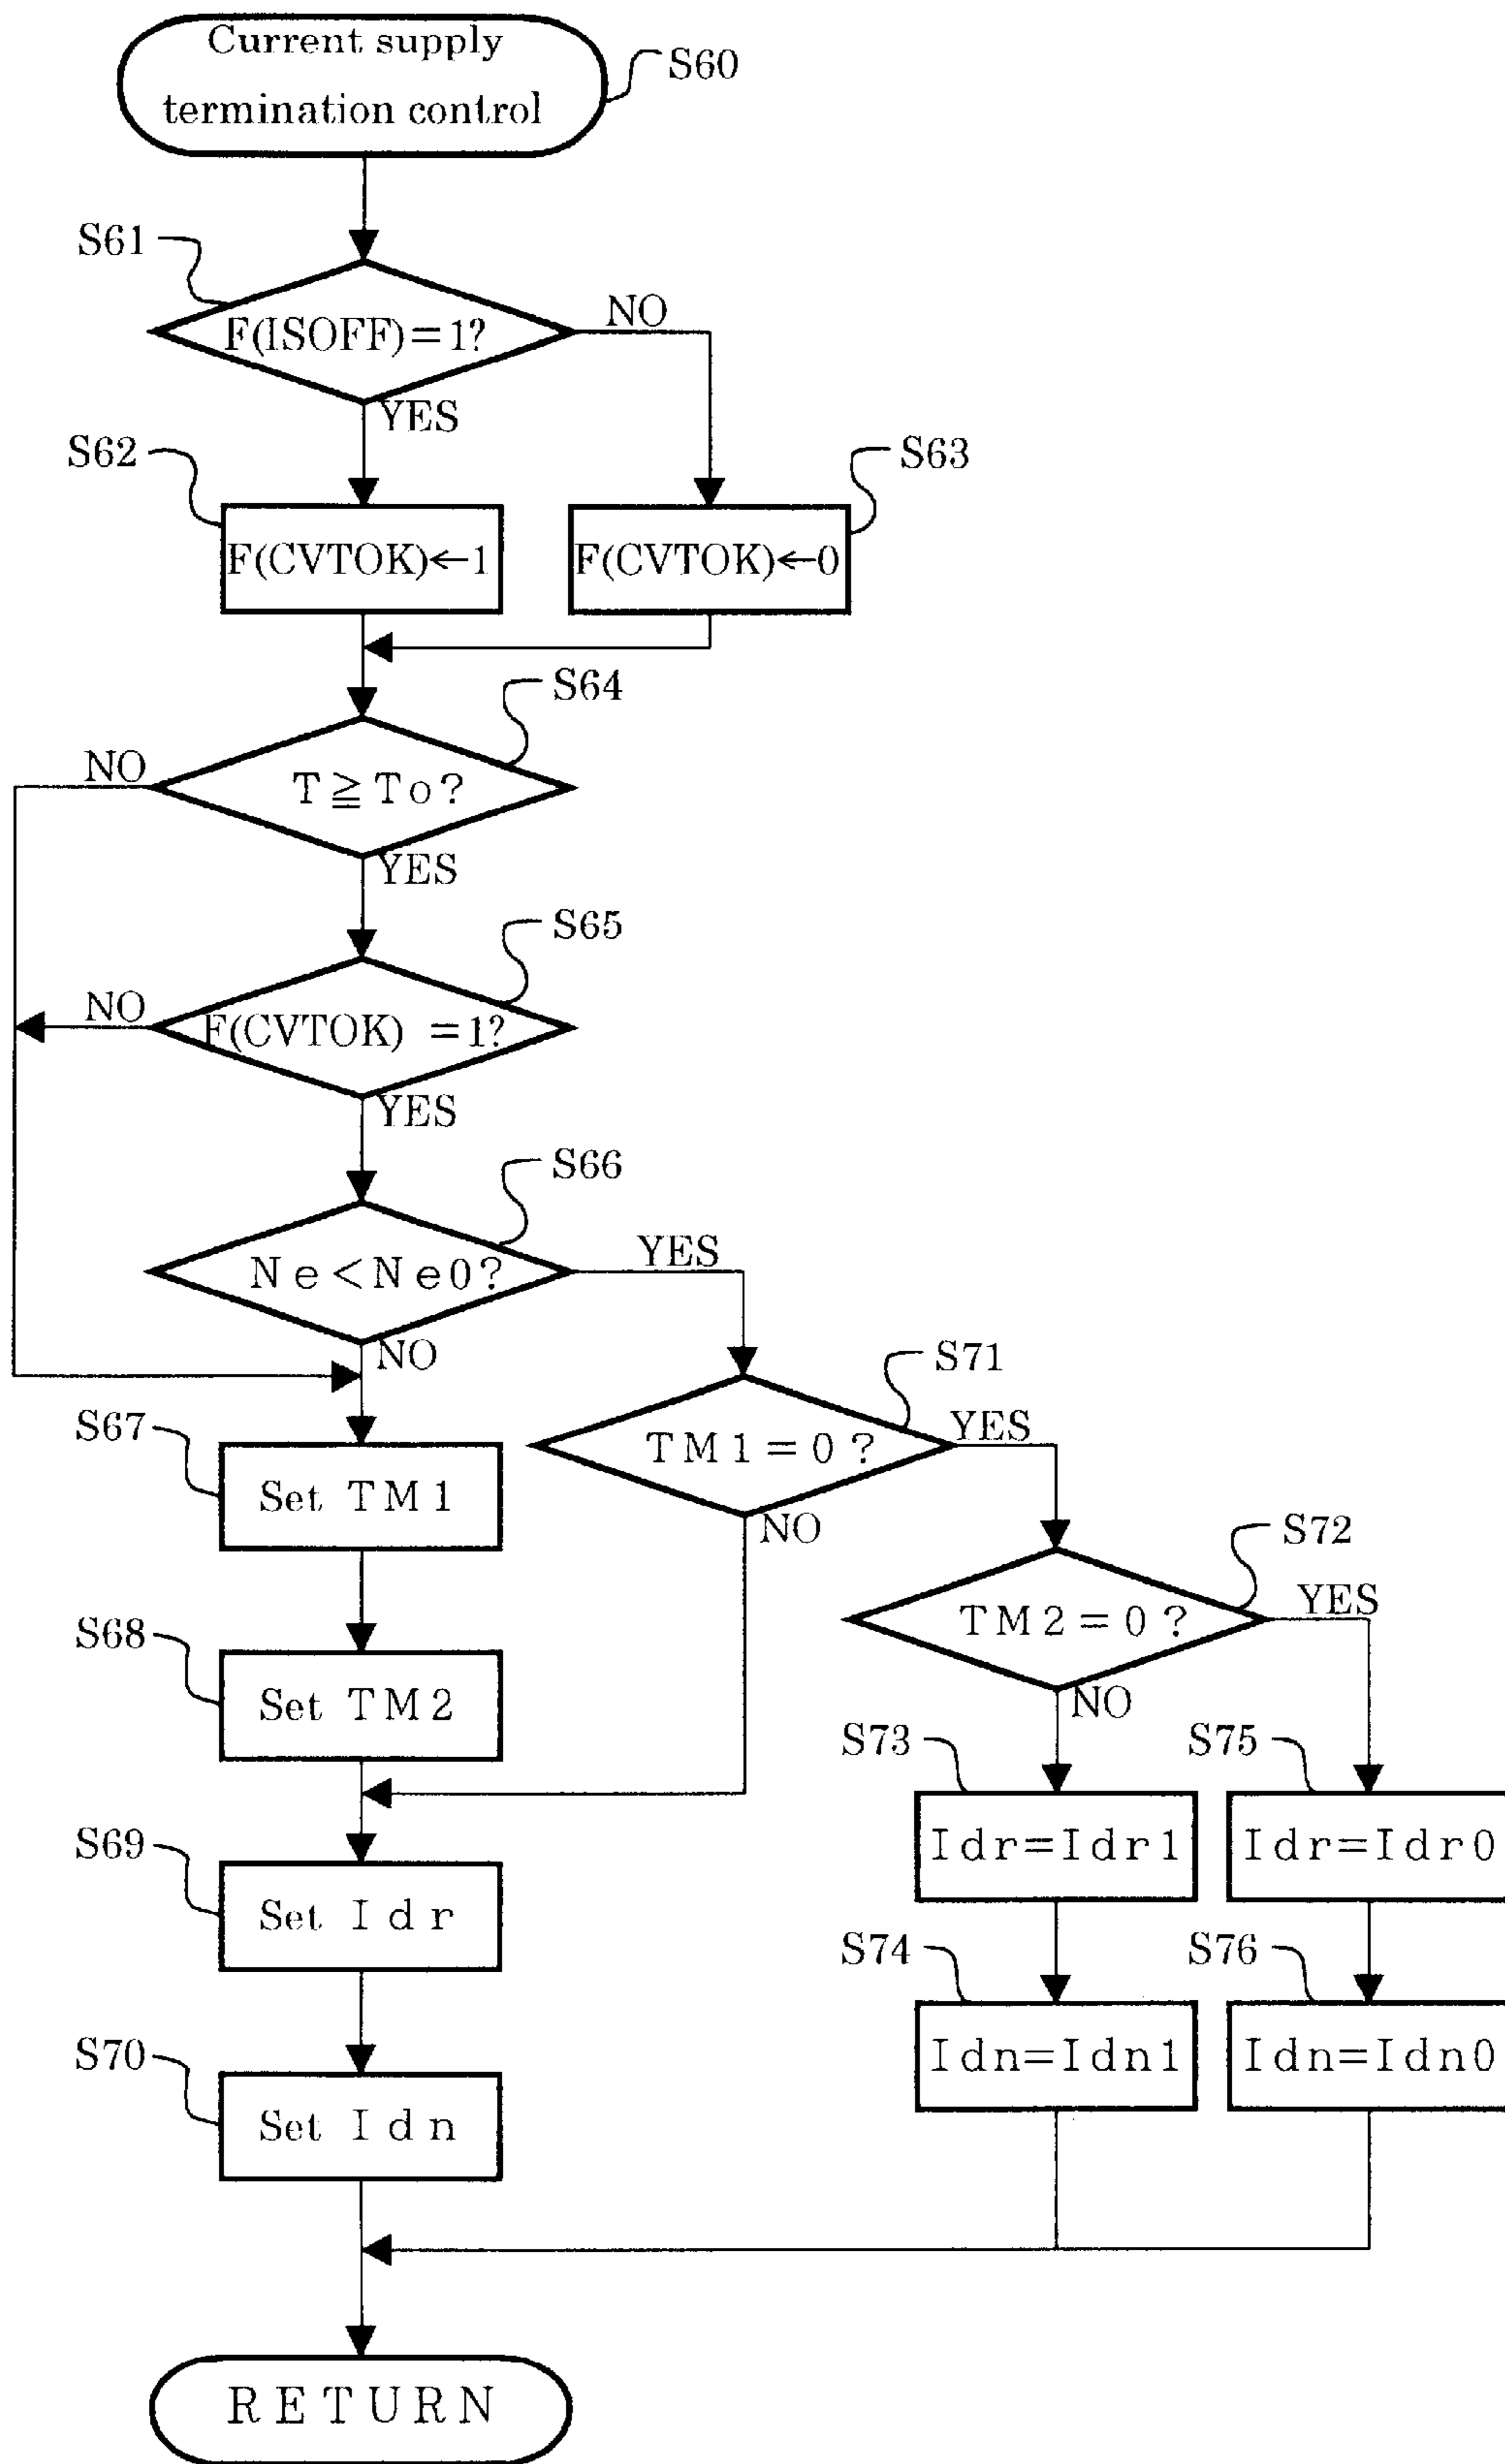 Current supply
termination control
S60
S61
F(ISOFF)=1?
NO
YES
S62
S63
F(CVTOK)←1
F(CVTOK)←0
S64
NO
T≧To?
YES
S65
NO
F(CVTOK) =1?
YES
S66
Ne<Ne0?
YES
NO
S71
S67
TM1=0?
YES
Set TM1
NO
S72
S68
TM2=0?
YES
Set TM2
NO
S73
S75
S69
Idr=Idr1
Idr=Idr0
Set Idr
S74
S76
S70
Idn=Idn1
Idn=Idn0
Set Idn
RETURN